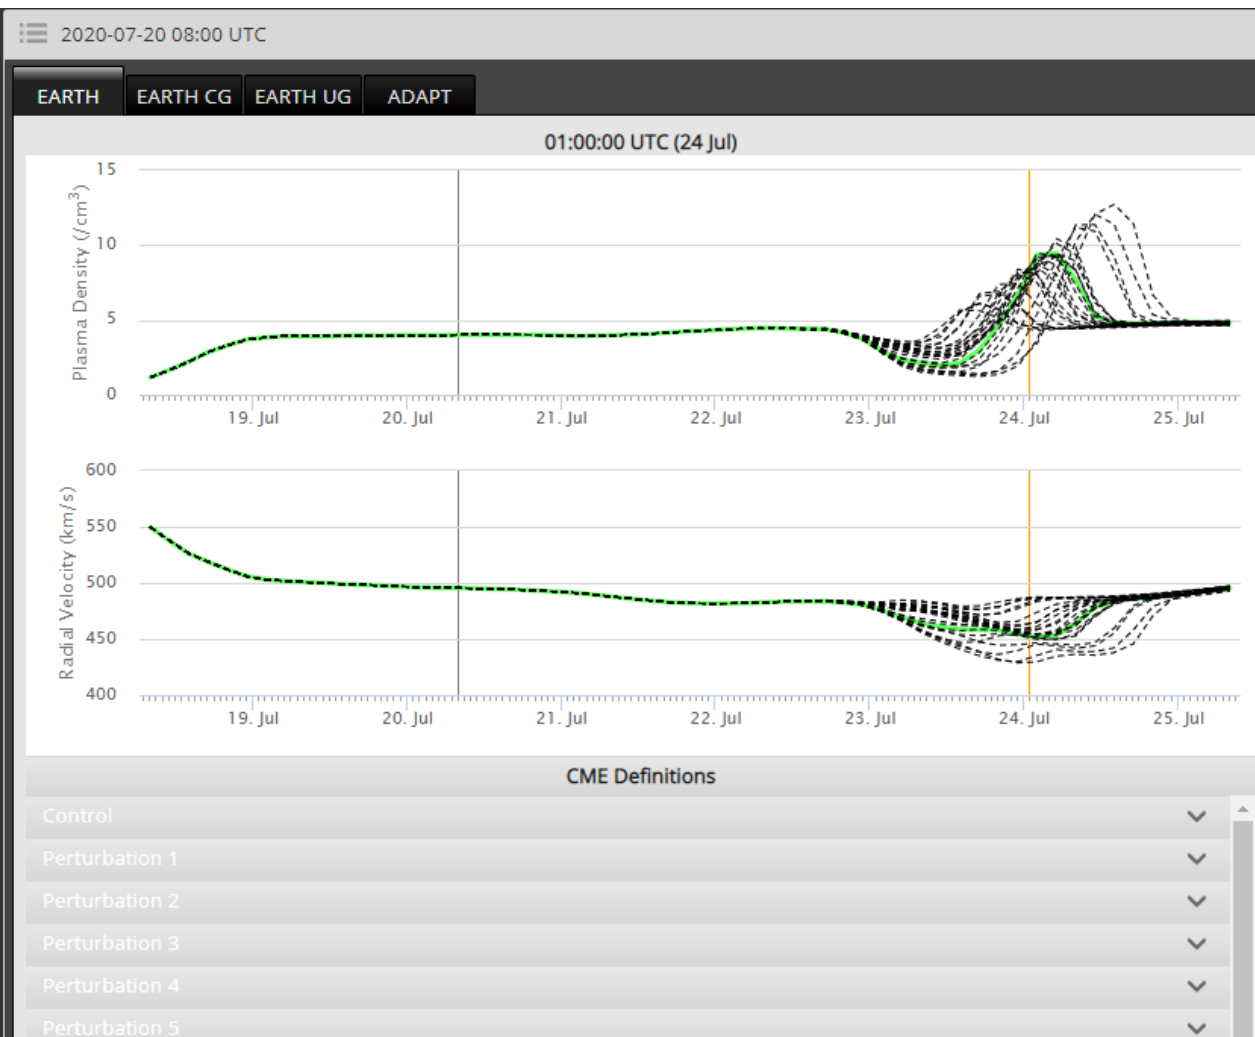 2020-07-20 08:00 UTC
EARTH EARTH CG EARTH UG ADAPT
01:00:00 UTC (24 Jul)
Plasma Density (/cm³)
15
10
5
0
19. Jul 20. Jul 21. Jul 22. Jul 23. Jul 24. Jul 25. Jul
Radial Velocity (km/s)
600
550
500
450
400
19. Jul 20. Jul 21. Jul 22. Jul 23. Jul 24. Jul 25. Jul
CME Definitions
Control
Perturbation 1
Perturbation 2
Perturbation 3
Perturbation 4
Perturbation 5